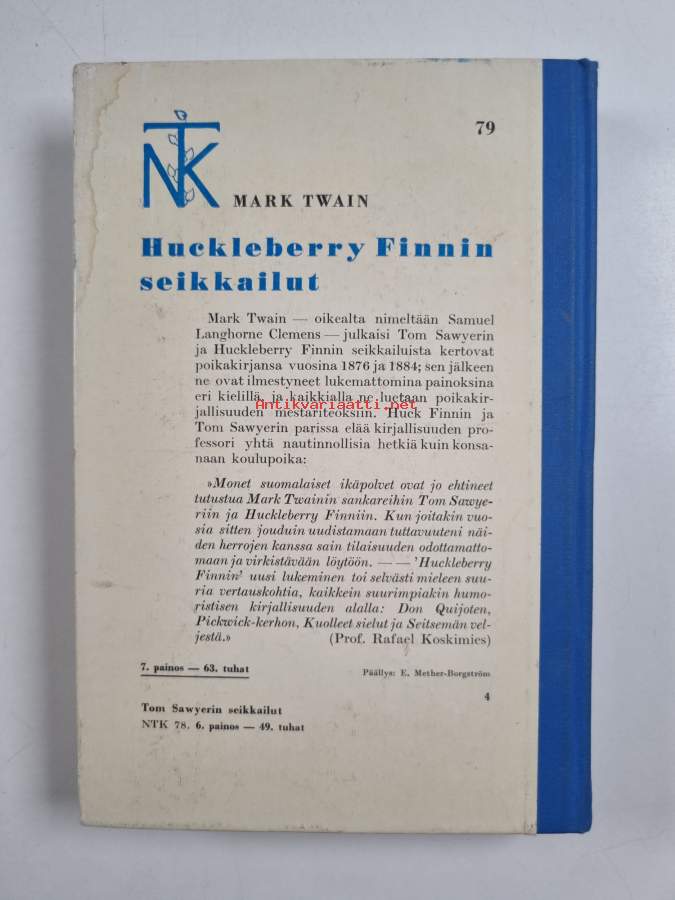 NTK
79
MARK TWAIN
Huckleberry Finnin
seikkailut
Mark Twain — oikealta nimeltään Samuel
Langhorne Clemens — julkaisi Tom Sawyerin
ja Huckleberry Finnin seikkailuista kertovat
poikakirjansa vuosina 1876 ja 1884; sen jälkeen
ne ovat ilmestyneet lukemattomina painoksina
eri kielillä, ja kaikkialla ne luetaan poikakir-
jallisuuden mestariteoksiin. Huck Finnin ja
Tom Sawyerin parissa elää kirjallisuuden pro-
fessori yhtä nautinnollisia hetkiä kuin konsa-
naan koulupoika:
»Monet suomalaiset ikäpolvet ovat jo ehtineet
tutustua Mark Twainin sankareihin Tom Sawye-
riin ja Huckleberry Finniin. Kun joitakin vuo-
sia sitten jouduin uudistamaan tuttavuuteni näi-
den herrojen kanssa sain tilaisuuden odottamatto-
maan ja virkistävään löytöön. — — 'Huckleberry
Finnin' uusi lukeminen toi selvästi mieleen suu-
ria vertauskohtia, kaikkein suurimpiakin humo-
ristisen kirjallisuuden alalla: Don Quijoten,
Pickwick-kerhon, Kuolleet sielut ja Seitsemän vel-
jestä.» (Prof. Rafael Koskimies)
7. painos — 63. tuhat
Päällys: E. Mether-Borgström
4
Tom Sawyerin seikkailut
NTK 78. 6. painos — 49. tuhat
Antikvariaatti.net